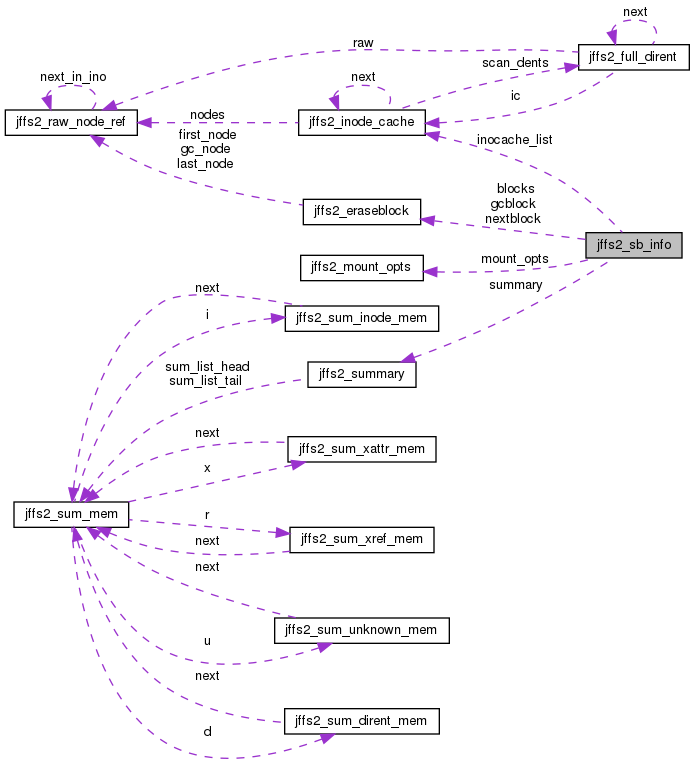 next
raw
jffs2_full_dirent
scan_dents
next_in_ino
next
ic
nodes
jffs2_raw_node_ref
jffs2_inode_cache
first_node
gc_node
last_node
inocache_list
blocks
gcblock
nextblock
jffs2_eraseblock
jffs2_sb_info
mount_opts
jffs2_mount_opts
summary
next
i
jffs2_sum_inode_mem
sum_list_head
sum_list_tail
jffs2_summary
next
jffs2_sum_xattr_mem
x
jffs2_sum_mem
r
next
jffs2_sum_xref_mem
next
jffs2_sum_unknown_mem
u
next
jffs2_sum_dirent_mem
d